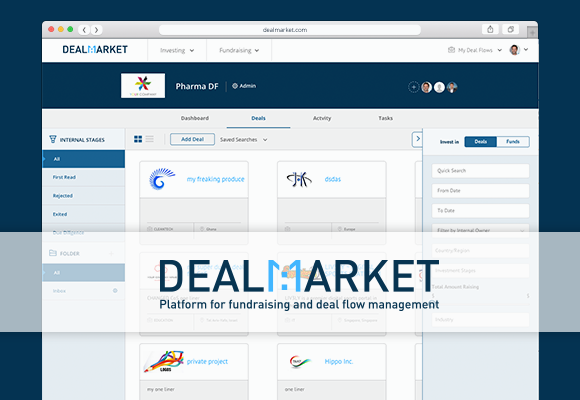 dealmarket.com
DEALMARKET
Investing
Fundraising
My Deal Flows
Pharma DF
Admin
Dashboard
Deals
Activity
Tasks
INTERNAL STAGES
All
First Read
Rejected
Exited
Due Diligence
FOLDER
All
Inbox
Add Deal
Saved Searches
my freaking produce
CLEANTECH
Ghana
dsdas
Europe
private project
my one liner
Hippo Inc.
one liner
Invest in
Deals
Funds
Quick Search
From Date
To Date
Filter by Internal Owner
Country/Region
Investment Stages
Total Amount Raising
Industry
DEALMARKET
Platform for fundraising and deal flow management